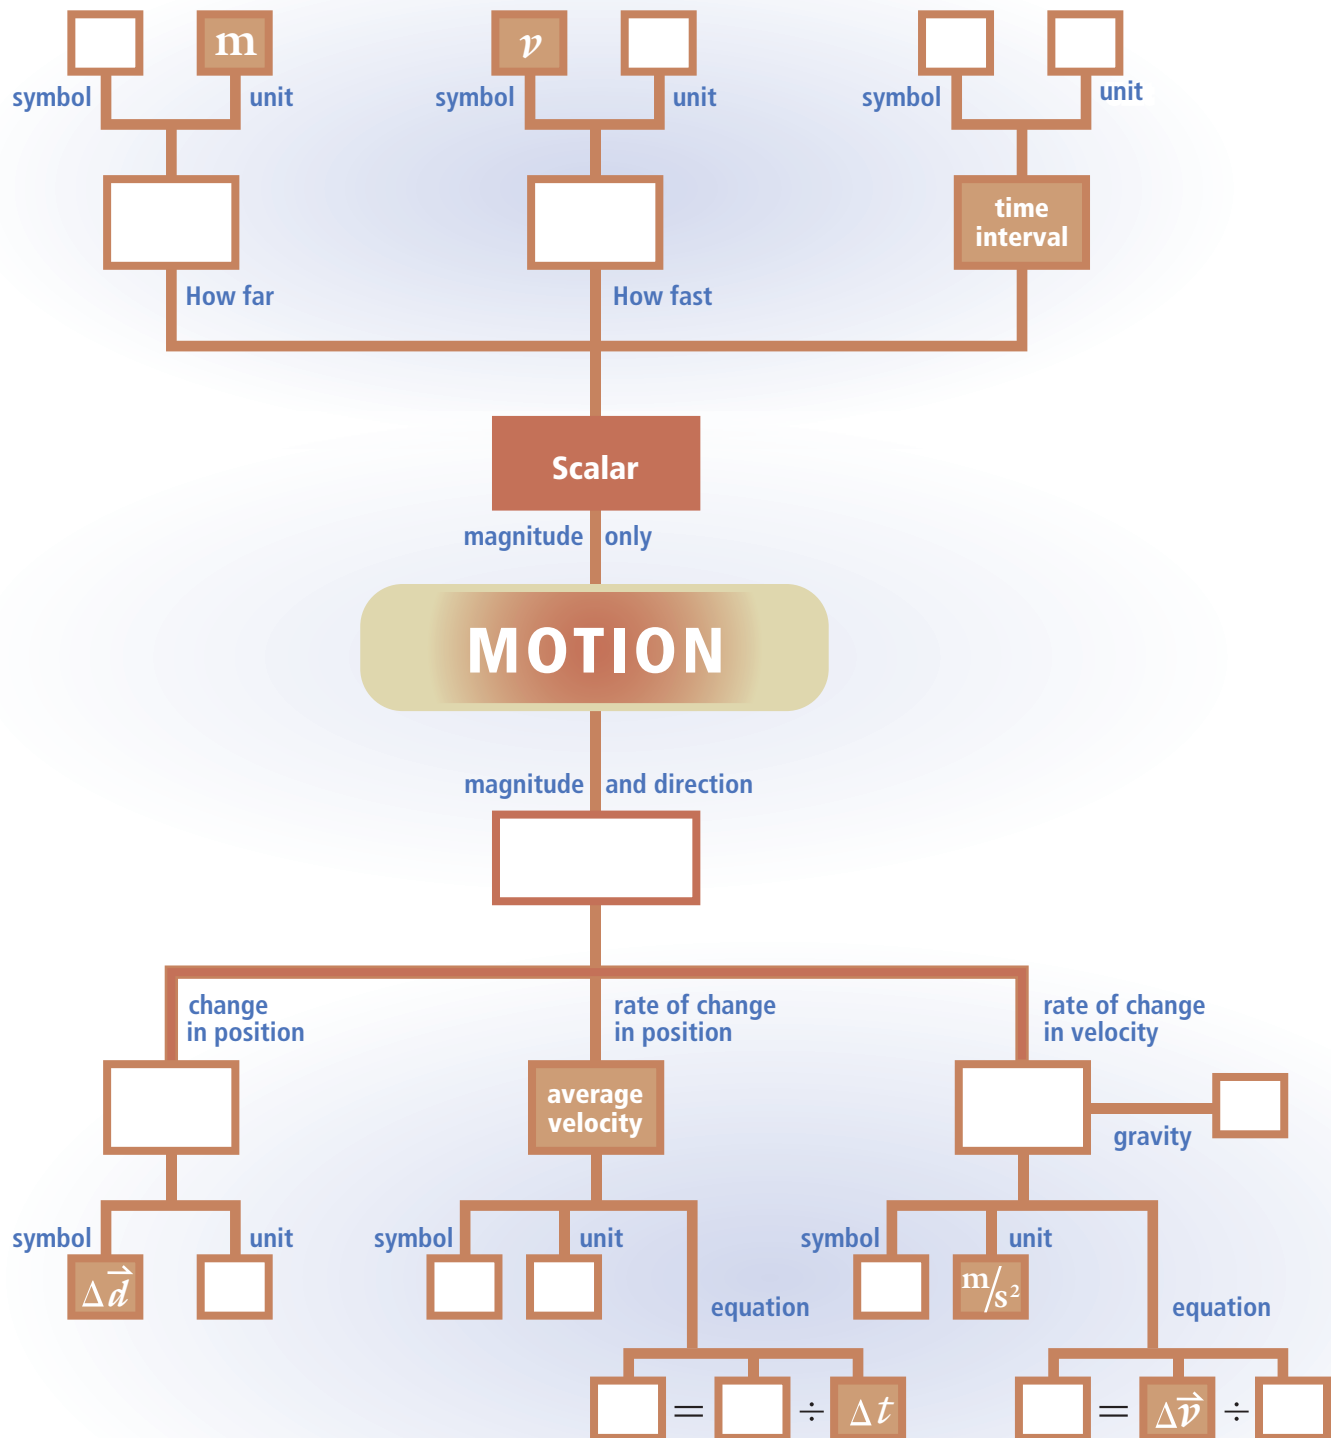 m
v
symbol
unit
symbol
unit
symbol
unit
time
interval
How far
How fast
Scalar
magnitude only
MOTION
magnitude and direction
change
in position
rate of change
in position
rate of change
in velocity
average
velocity
gravity
symbol
unit
symbol
unit
symbol
unit
Δd⃗
m/s²
equation
equation
= ÷ Δt
= Δv⃗ ÷